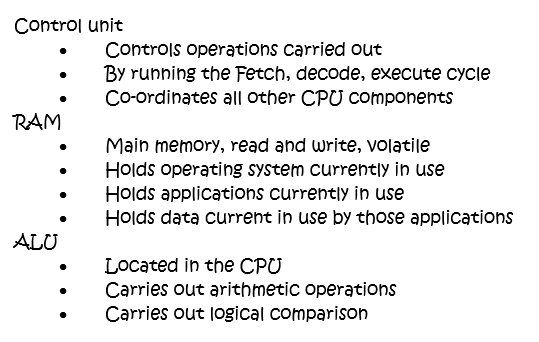 Control unit
• Controls operations carried out
• By running the Fetch, decode, execute cycle
• Co-ordinates all other CPU components
RAM
• Main memory, read and write, volatile
• Holds operating system currently in use
• Holds applications currently in use
• Holds data current in use by those applications
ALU
• Located in the CPU
• Carries out arithmetic operations
• Carries out logical comparison